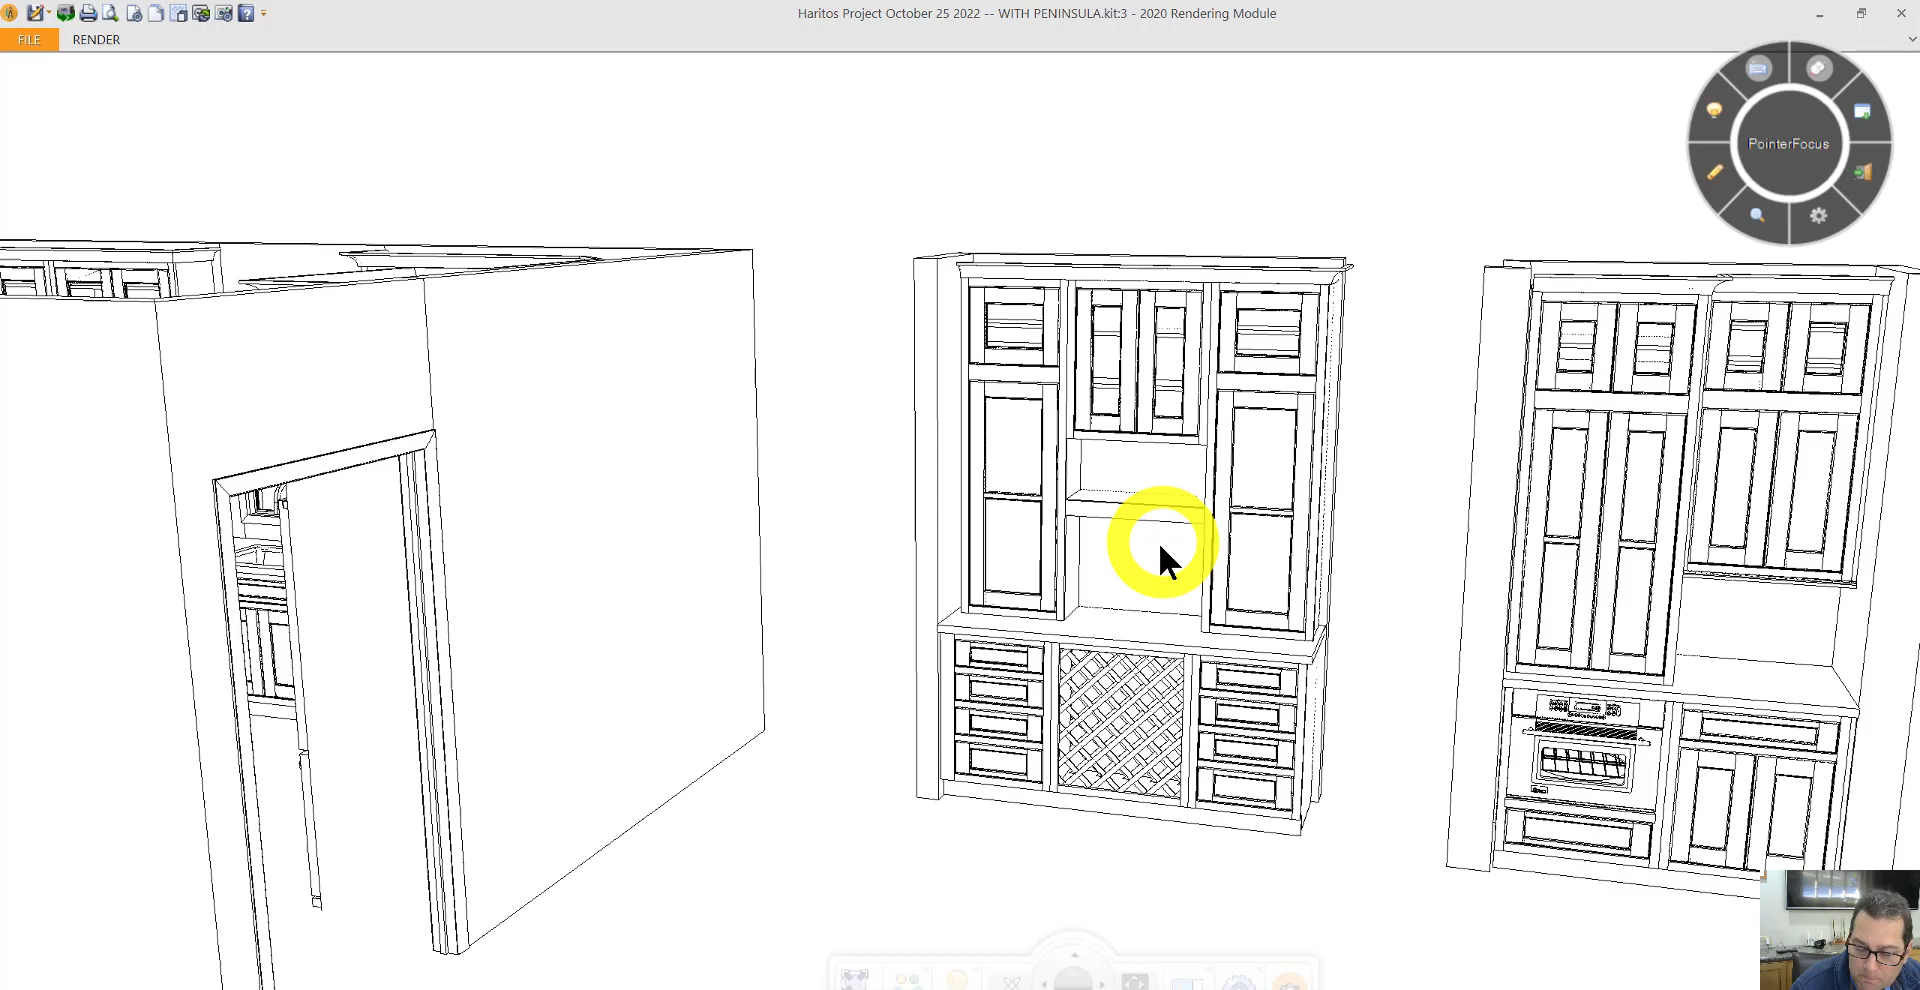 Haritos Project October 25 2022 -- WITH PENINSULA.kit:3 - 2020 Rendering Module
FILE
RENDER
PointerFocus